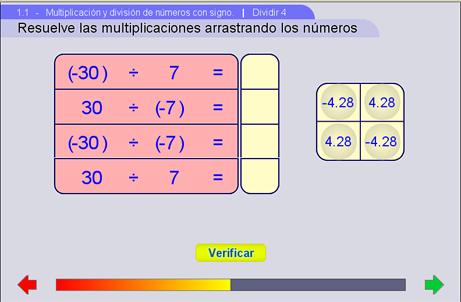 1.1 - Multiplicación y división de números con signo. | Dividir 4
Resuelve las multiplicaciones arrastrando los números
(-30) ÷ 7 =
30 ÷ (-7) =
(-30) ÷ (-7) =
30 ÷ 7 =
-4.28 4.28
4.28 -4.28
Verificar